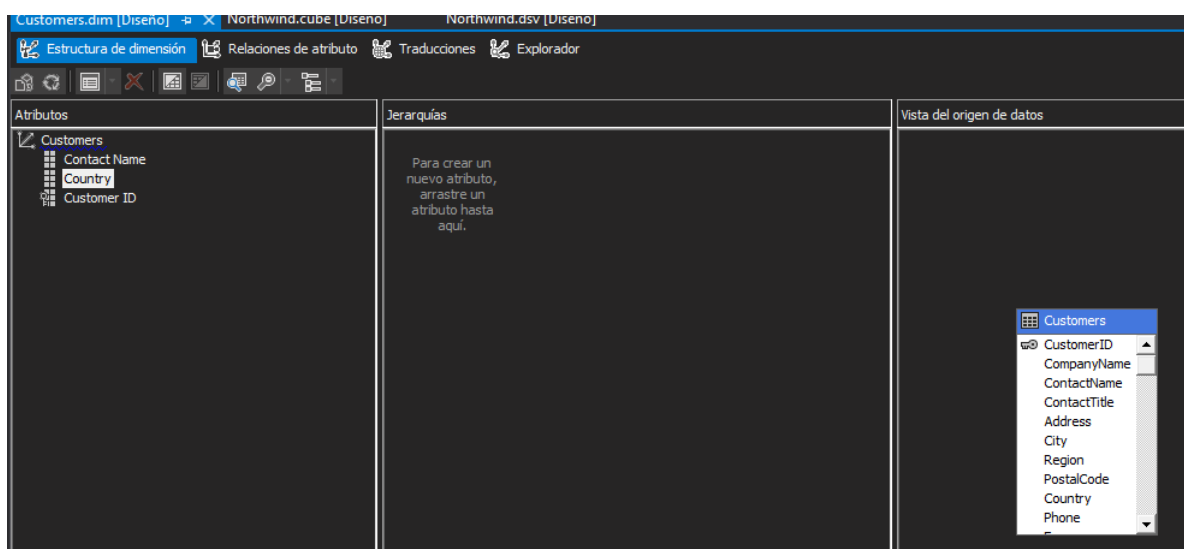 Customers.dim [Diseño] Northwind.cube [Diseño] Northwind.dsv [Diseño]
Estructura de dimensión Relaciones de atributo Traducciones Explorador
Atributos
Customers
Contact Name
Country
Customer ID
Jerarquías
Para crear un
nuevo atributo,
arrastre un
atributo hasta
aquí.
Vista del origen de datos
Customers
CustomerID
CompanyName
ContactName
ContactTitle
Address
City
Region
PostalCode
Country
Phone